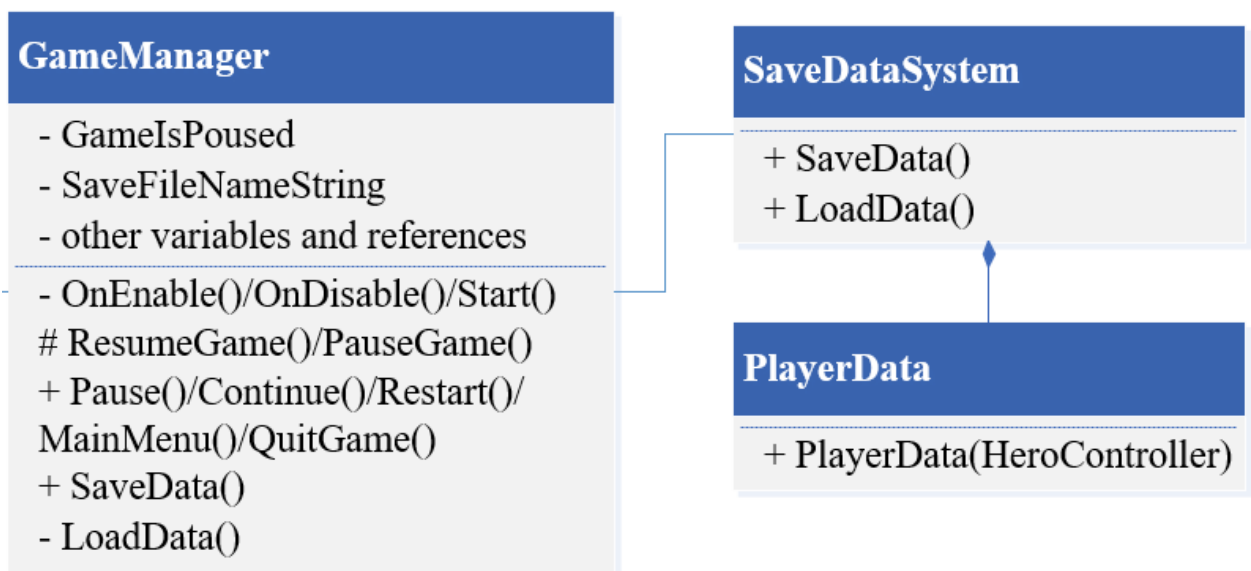 GameManager
- GameIsPoused
- SaveFileNameString
- other variables and references
- OnEnable()/OnDisable()/Start()
# ResumeGame()/PauseGame()
+ Pause()/Continue()/Restart()/
MainMenu()/QuitGame()
+ SaveData()
- LoadData()
SaveDataSystem
+ SaveData()
+ LoadData()
PlayerData
+ PlayerData(HeroController)